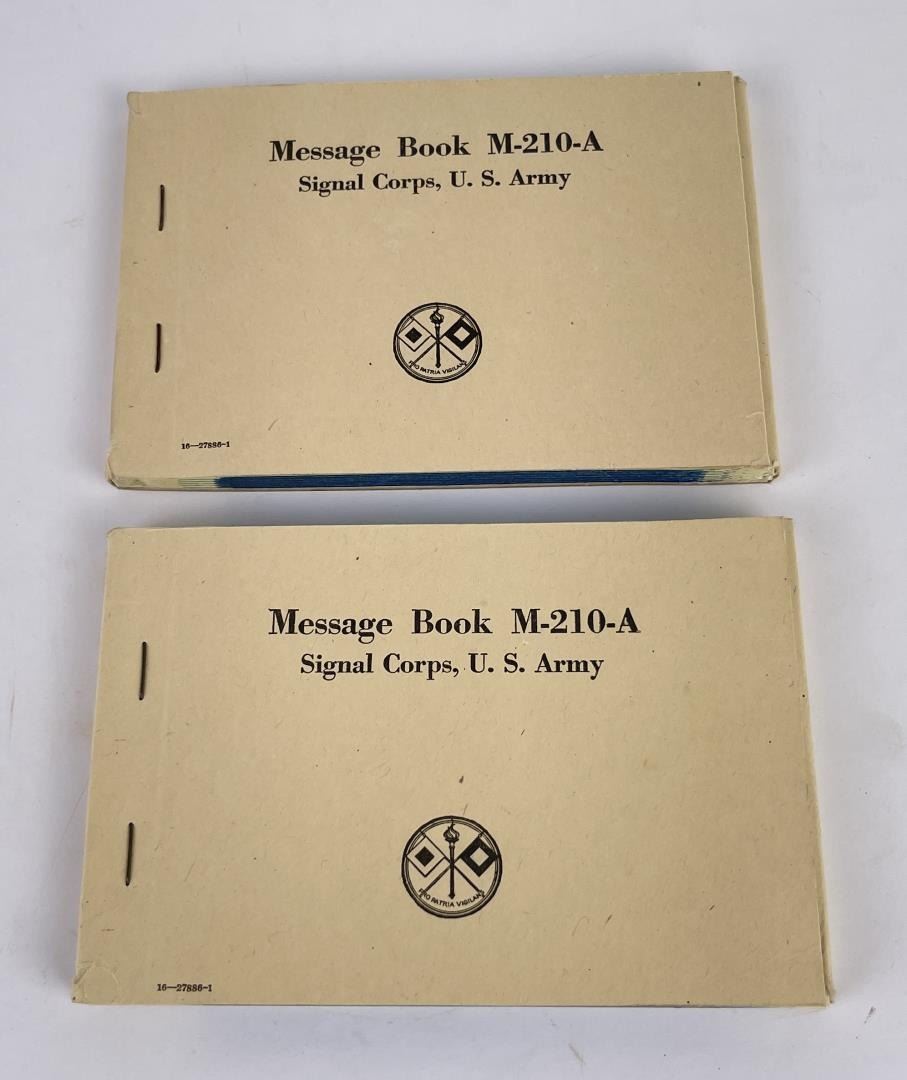 Message Book M-210-A
Signal Corps, U. S. Army
PRO PATRIA VIGILANS
16—27886-1
Message Book M-210-A
Signal Corps, U. S. Army
PRO PATRIA VIGILANS
16—27886-1